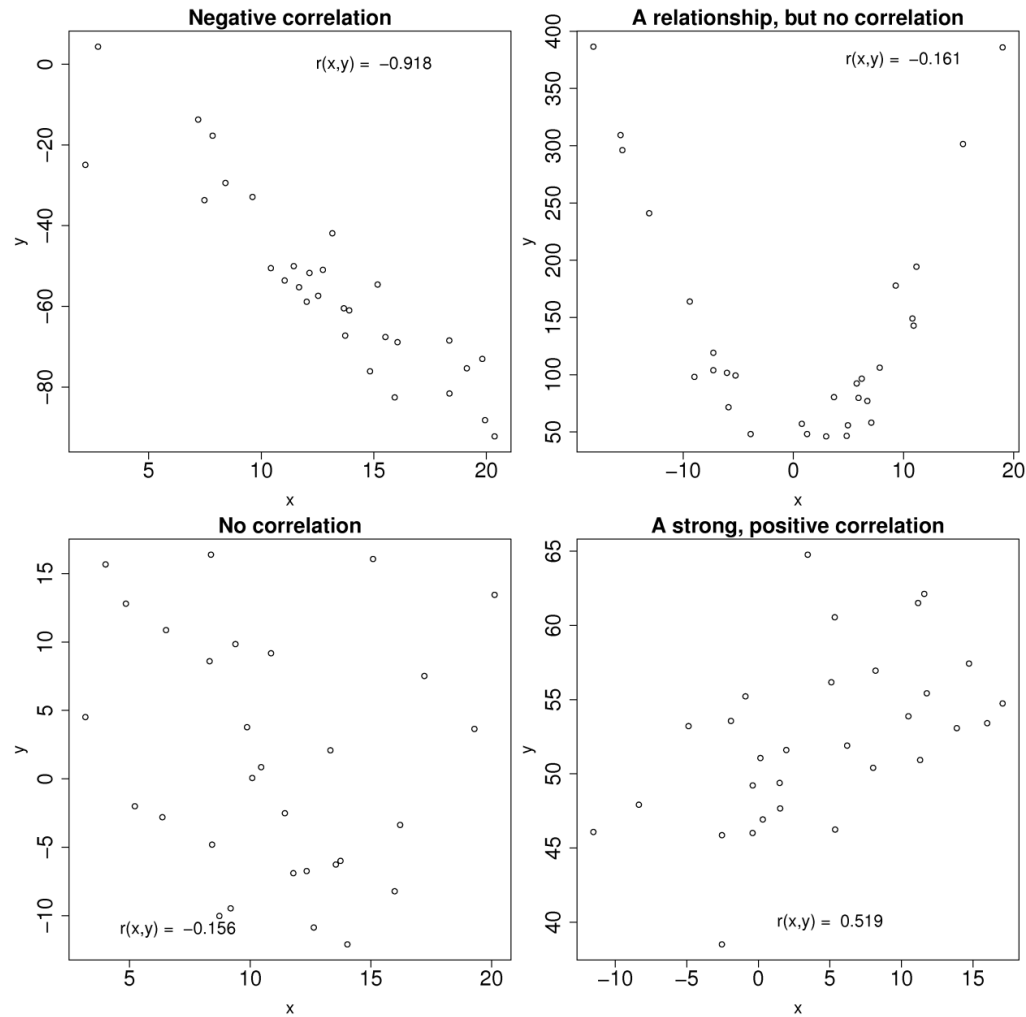 Negative correlation
r(x,y) = −0.918
0
−20
−40
−60
−80
y
5 10 15 20
x
A relationship, but no correlation
r(x,y) = −0.161
400
350
300
250
200
150
100
50
y
−10 0 10 20
x
No correlation
15
10
5
0
−5
−10
y
r(x,y) = −0.156
5 10 15 20
x
A strong, positive correlation
65
60
55
50
45
40
y
r(x,y) = 0.519
−10 −5 0 5 10 15
x